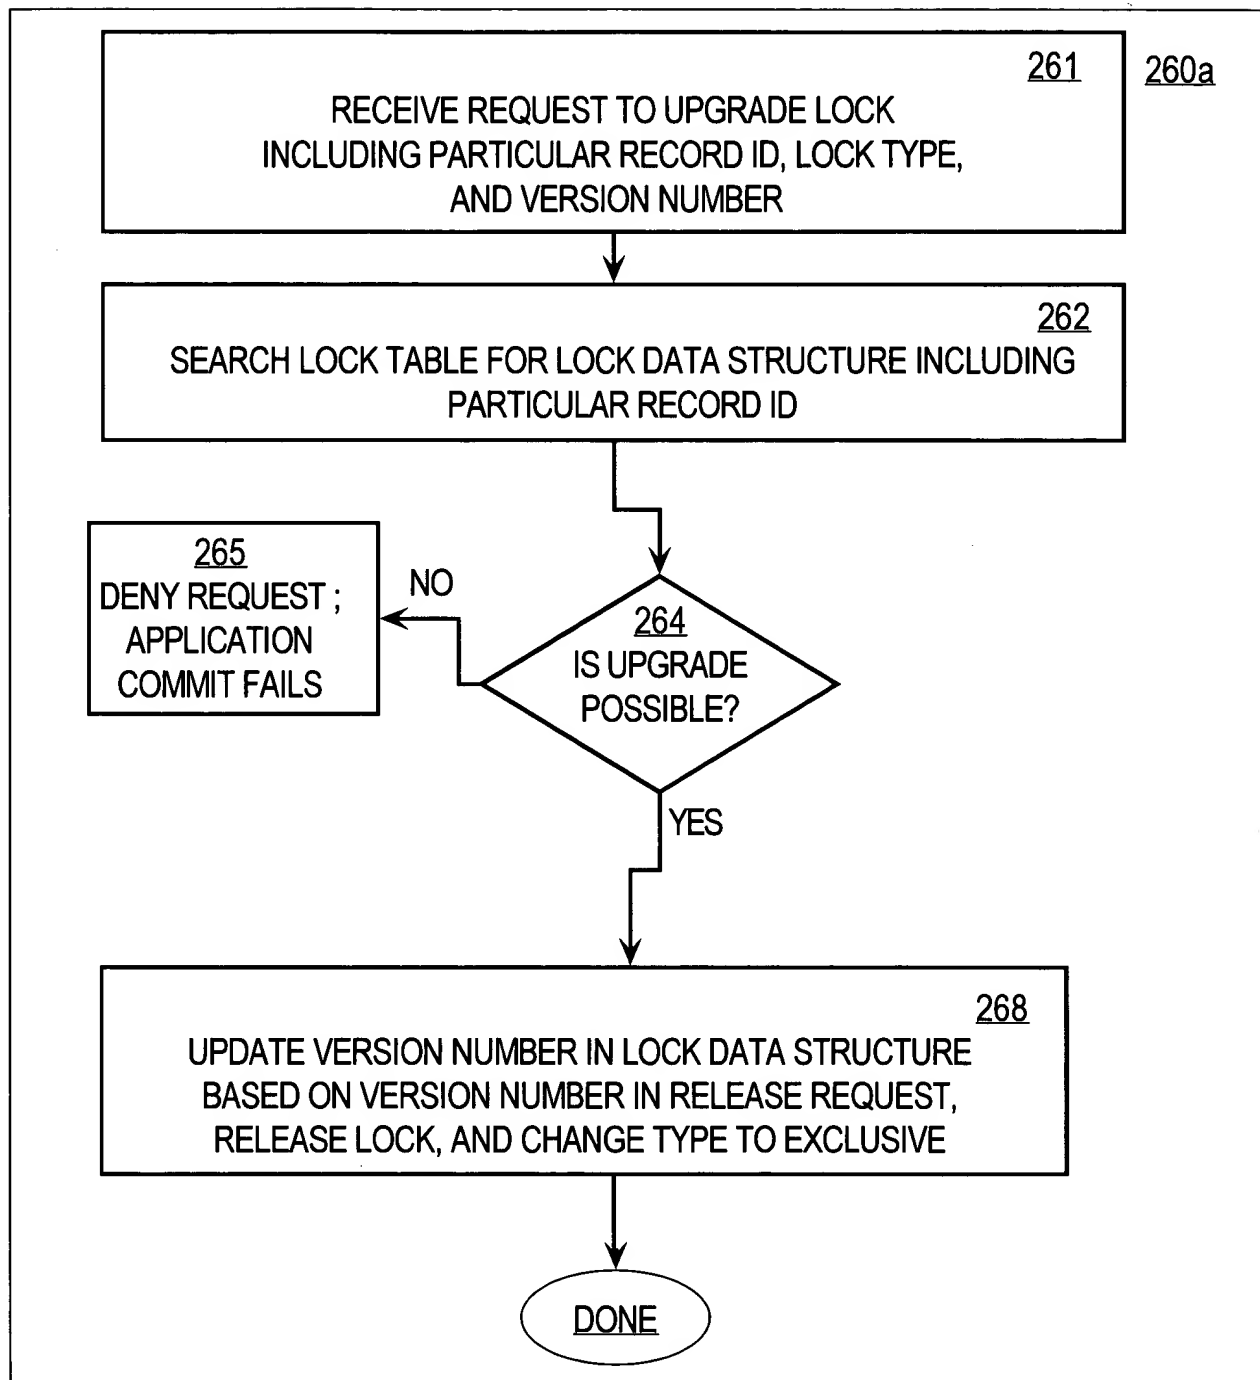 261
260a
RECEIVE REQUEST TO UPGRADE LOCK
INCLUDING PARTICULAR RECORD ID, LOCK TYPE,
AND VERSION NUMBER
262
SEARCH LOCK TABLE FOR LOCK DATA STRUCTURE INCLUDING
PARTICULAR RECORD ID
265
DENY REQUEST ;
APPLICATION
COMMIT FAILS
NO
264
IS UPGRADE
POSSIBLE?
YES
268
UPDATE VERSION NUMBER IN LOCK DATA STRUCTURE
BASED ON VERSION NUMBER IN RELEASE REQUEST,
RELEASE LOCK, AND CHANGE TYPE TO EXCLUSIVE
DONE